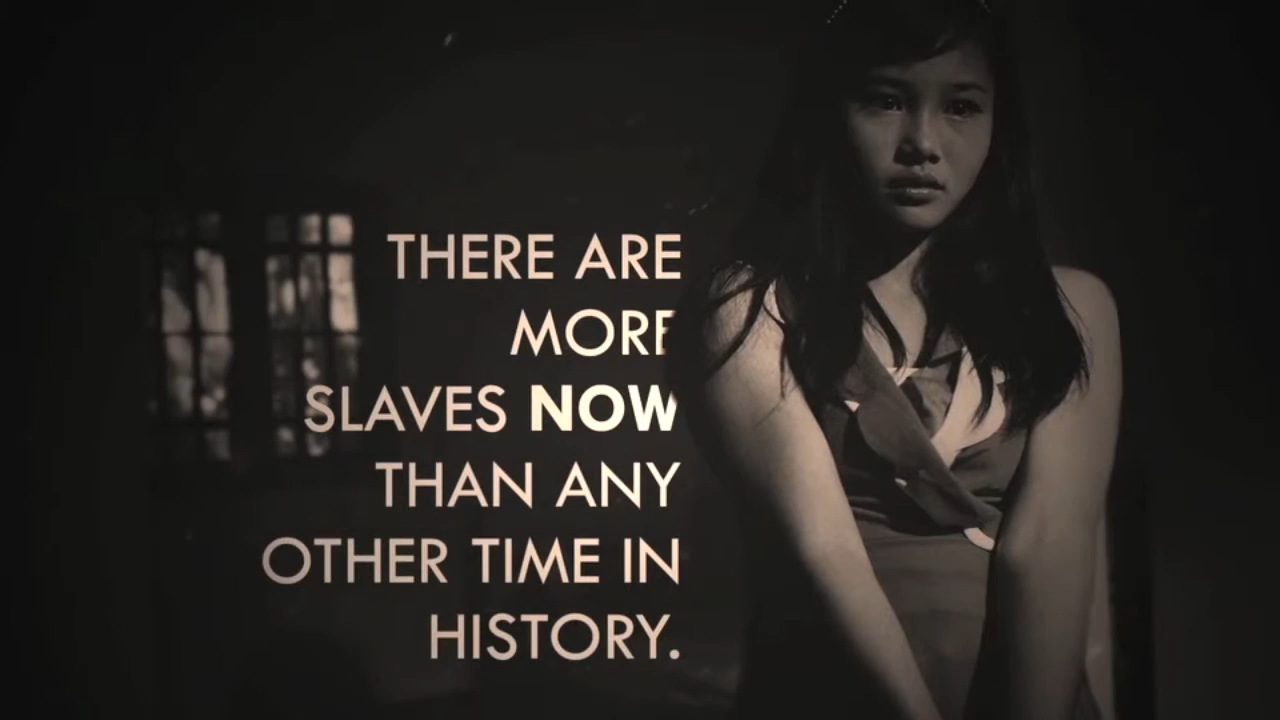 THERE ARE
MORE
SLAVES NOW
THAN ANY
OTHER TIME IN
HISTORY.